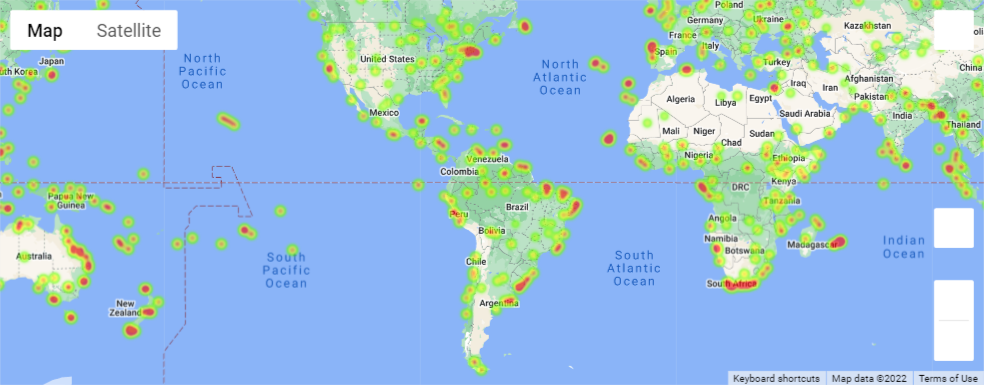 Map
Satellite
Japan
uth Korea
North
Pacific
Ocean
United States
Mexico
North
Atlantic
Ocean
Poland
Germany
Ukraine
France
Italy
Spain
Turkey
Kazakhstan
oli
China
Afghanistan
Iraq
Iran
Pakistan
Algeria
Libya
Egypt
Saudi Arabia
India
Thailand
Mali
Niger
Chad
Sudan
Nigeria
Ethiopia
Venezuela
Colombia
Kenya
DRC
Tanzania
Papua New
Guinea
Peru
Brazil
Bolivia
Angola
Namibia
Botswana
Madagascar
Indian
Ocean
Australia
South
Pacific
Ocean
Chile
South
Atlantic
Ocean
South Africa
New
Zealand
Argentina
Keyboard shortcuts
Map data ©2022
Terms of Use